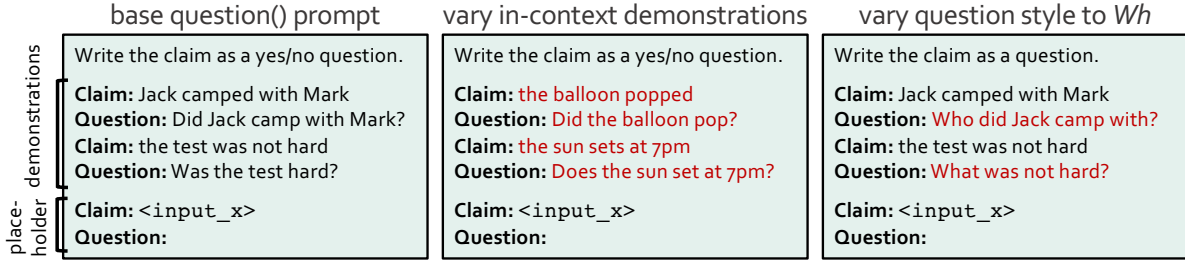 base question() prompt
Write the claim as a yes/no question.
demonstrations
Claim: Jack camped with Mark
Question: Did Jack camp with Mark?
Claim: the test was not hard
Question: Was the test hard?
place-
holder
Claim: <input_x>
Question:
vary in-context demonstrations
Write the claim as a yes/no question.
Claim: the balloon popped
Question: Did the balloon pop?
Claim: the sun sets at 7pm
Question: Does the sun set at 7pm?
Claim: <input_x>
Question:
vary question style to Wh
Write the claim as a question.
Claim: Jack camped with Mark
Question: Who did Jack camp with?
Claim: the test was not hard
Question: What was not hard?
Claim: <input_x>
Question: